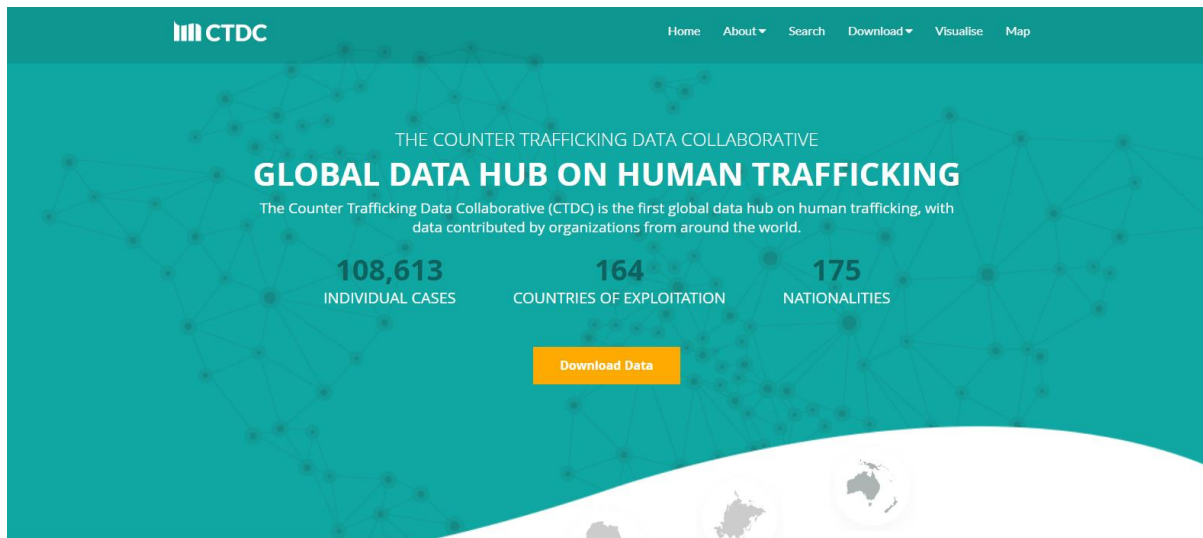 CTDC
Home About Search Download Visualise Map
THE COUNTER TRAFFICKING DATA COLLABORATIVE
GLOBAL DATA HUB ON HUMAN TRAFFICKING
The Counter Trafficking Data Collaborative (CTDC) is the first global data hub on human trafficking, with
data contributed by organizations from around the world.
108,613 164 175
INDIVIDUAL CASES COUNTRIES OF EXPLOITATION NATIONALITIES
Download Data